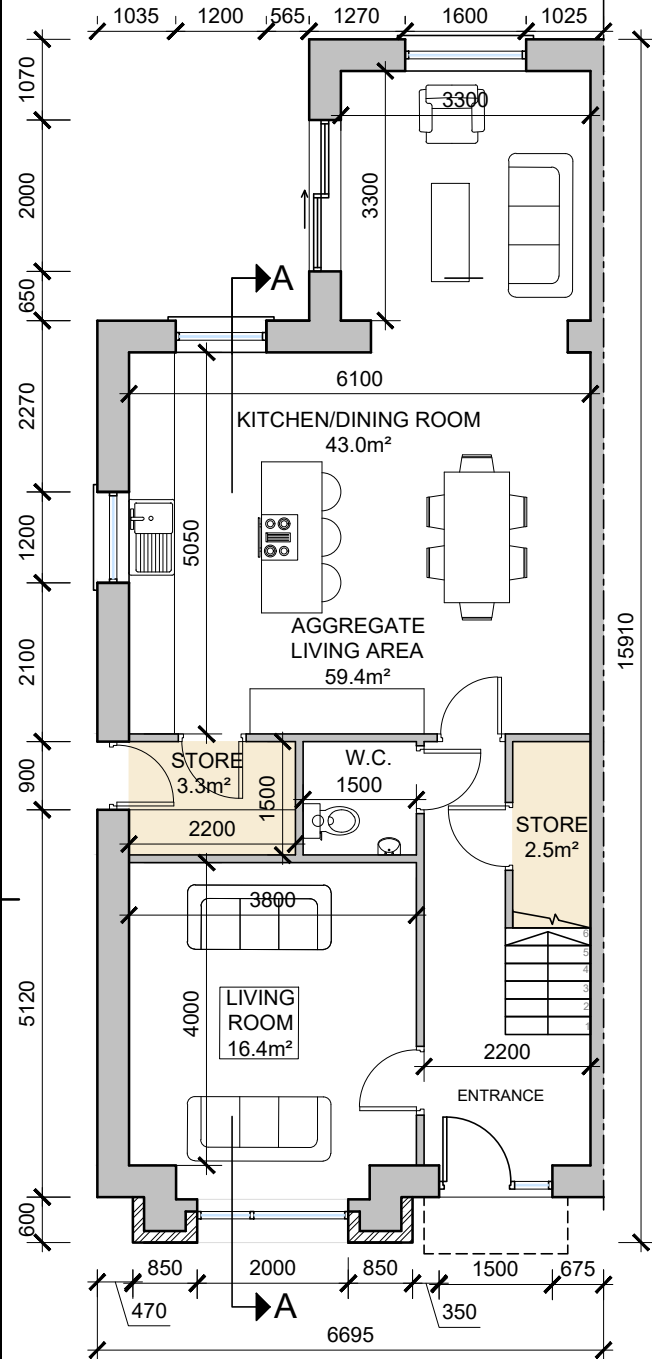 1035 1200 565 1270 1600 1025
1070
3300
2000
3300
A
650
6100
2270
KITCHEN/DINING ROOM
43.0m²
1200
5050
AGGREGATE
LIVING AREA
59.4m²
15910
2100
STORE
3.3m²
W.C.
1500
1500
900
2200
STORE
2.5m²
3800
6
5
4
3
2
1
5120
4000
LIVING
ROOM
16.4m²
2200
ENTRANCE
600
850 2000 850 1500 675
470
A
350
6695